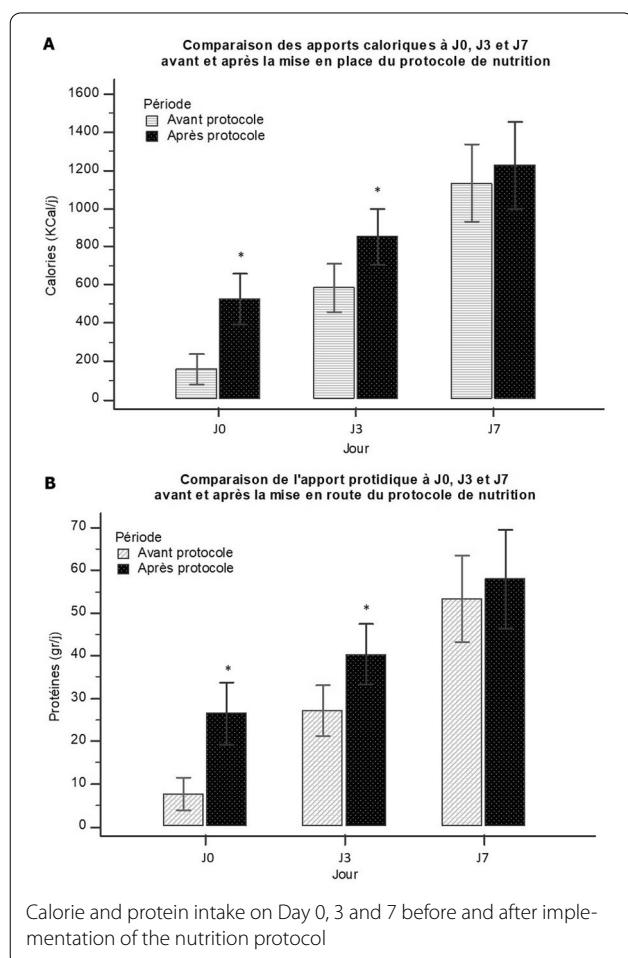 A
Comparaison des apports caloriques à J0, J3 et J7
avant et après la mise en place du protocole de nutrition
1600
1400
1200
1000
800
600
400
200
0
Calories (KCal/j)
Période
Avant protocole
Après protocole
*
*
J0
J3
J7
Jour
B
Comparaison de l'apport protidique à J0, J3 et J7
avant et après la mise en route du protocole de nutrition
70
60
50
40
30
20
10
0
Protéines (gr/j)
Période
Avant protocole
Après protocole
*
*
J0
J3
J7
Jour
Calorie and protein intake on Day 0, 3 and 7 before and after imple-
mentation of the nutrition protocol